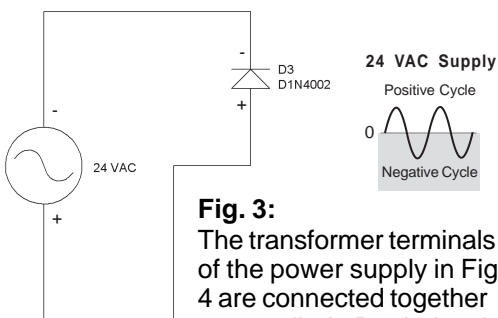 -
D3
D1N4002
+
24 VAC Supply
Positive Cycle
0
Negative Cycle
-
24 VAC
+
Fig. 3:
The transformer terminals
of the power supply in Fig
4 are connected together